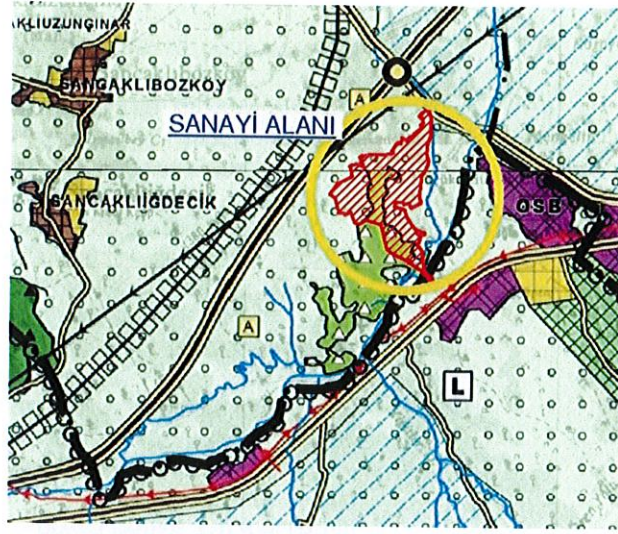 AKLIUZUNÇINAR
SANCAKLIBOZKÖY
A
SANAYİ ALANI
SANCAKLIIĞDECİK
OSB
A
L